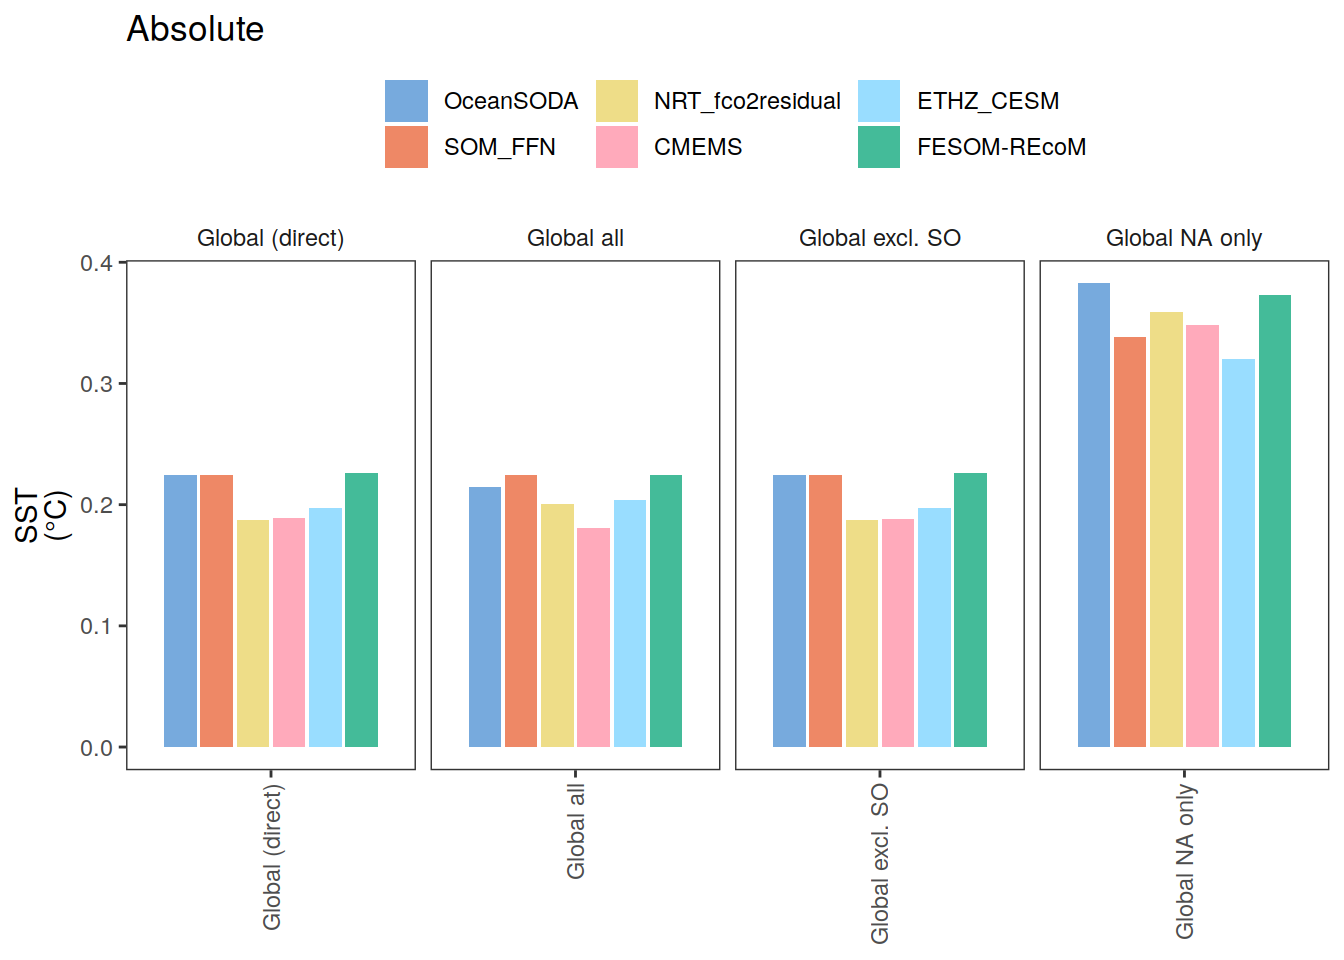 Absolute
OceanSODA NRT_fco2residual ETHZ_CESM
SOM_FFN CMEMS FESOM-REcoM
Global (direct) Global all Global excl. SO Global NA only
0.4
0.3
0.2
0.1
0.0
SST
(°C)
Global (direct) Global all Global excl. SO Global NA only